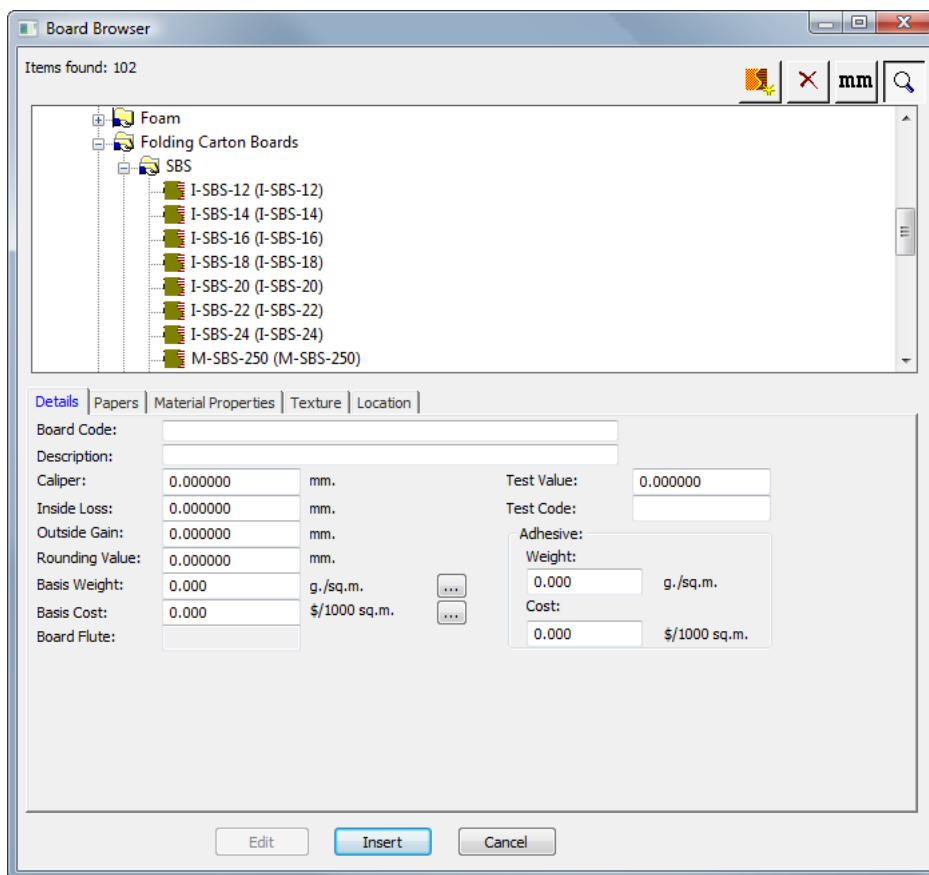 Board Browser
Items found: 102
mm
Foam
Folding Carton Boards
SBS
I-SBS-12 (I-SBS-12)
I-SBS-14 (I-SBS-14)
I-SBS-16 (I-SBS-16)
I-SBS-18 (I-SBS-18)
I-SBS-20 (I-SBS-20)
I-SBS-22 (I-SBS-22)
I-SBS-24 (I-SBS-24)
M-SBS-250 (M-SBS-250)
Details Papers Material Properties Texture Location
Board Code:
Description:
Caliper: 0.000000 mm. Test Value: 0.000000
Inside Loss: 0.000000 mm. Test Code:
Outside Gain: 0.000000 mm. Adhesive:
Rounding Value: 0.000000 mm. Weight:
Basis Weight: 0.000 g./sq.m. ... 0.000 g./sq.m.
Basis Cost: 0.000 $/1000 sq.m. ... Cost:
Board Flute: 0.000 $/1000 sq.m.
Edit Insert Cancel